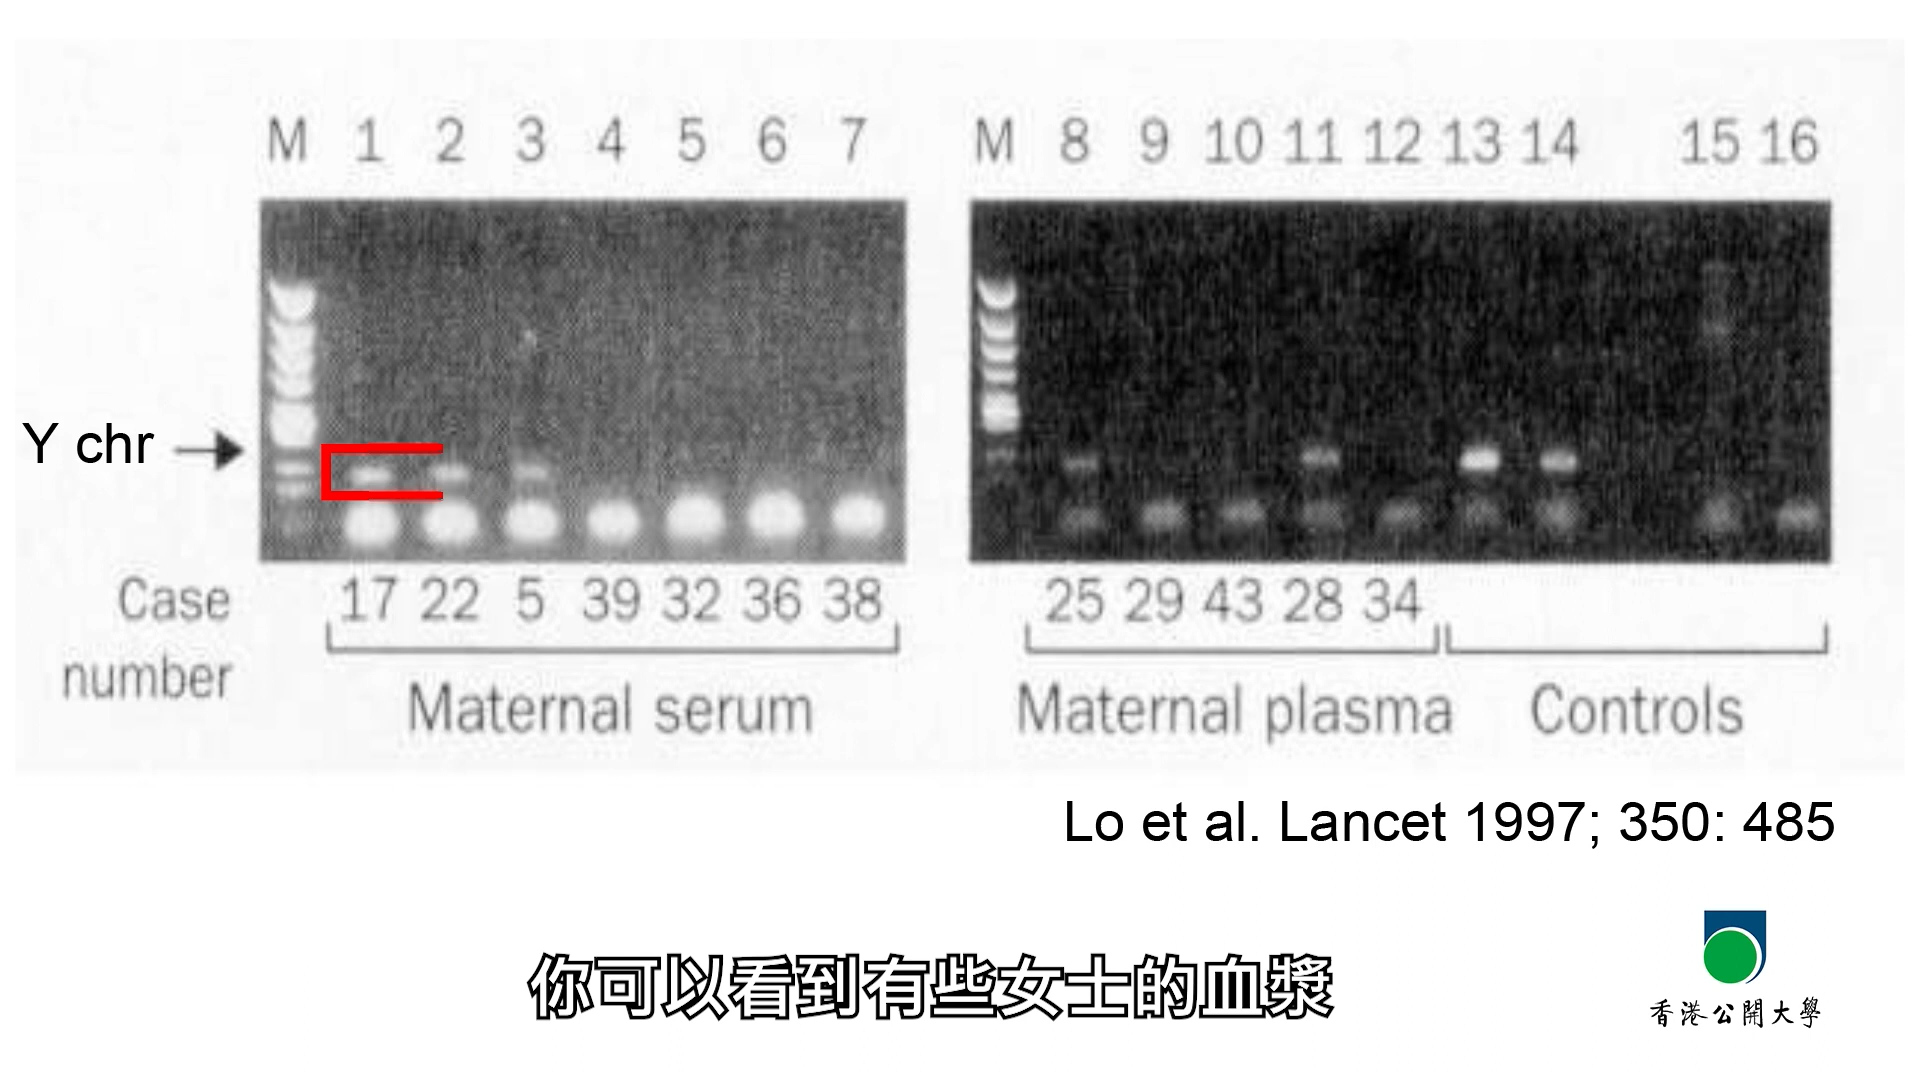 M 1 2 3 4 5 6 7
M 8 9 10 11 12 13 14 15 16
Y chr
Case number
17 22 5 39 32 36 38
25 29 43 28 34
Maternal serum
Maternal plasma
Controls
Lo et al. Lancet 1997; 350: 485
你可以看到有些女士的血漿
香港公開大學